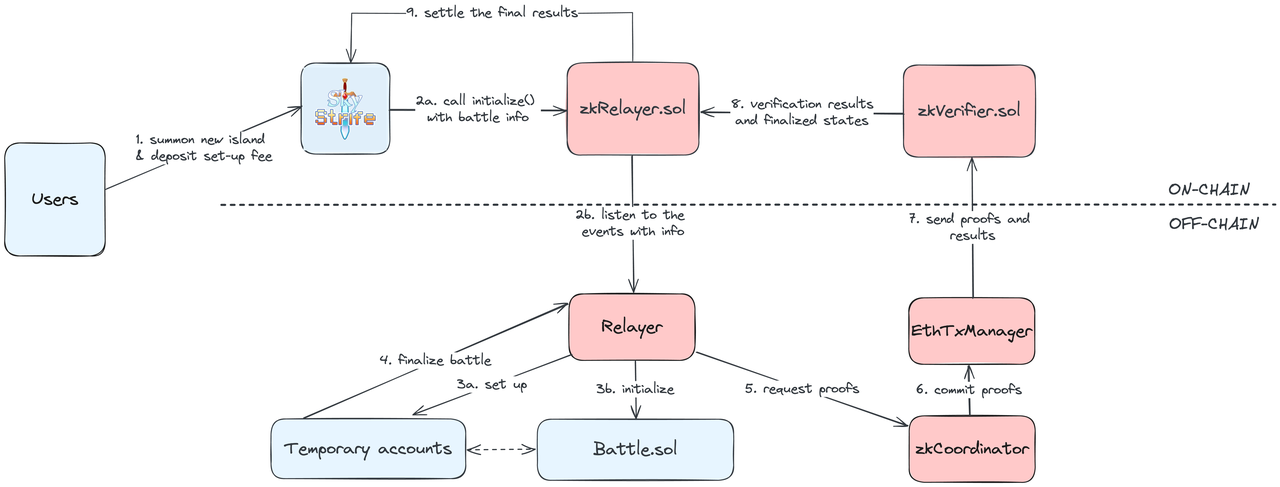 9. settle the final results
Sky
Strife
2a. call initialize()
with battle info
zkRelayer.sol
8. verification results
and finalized states
zkVerifier.sol
1. summon new island
& deposit set-up fee
Users
ON-CHAIN
OFF-CHAIN
2b. listen to the
events with info
7. send proofs and
results
Relayer
EthTxManager
4. finalize battle
3a. set up
3b. initialize
5. request proofs
6. commit proofs
Temporary accounts
Battle.sol
zkCoordinator